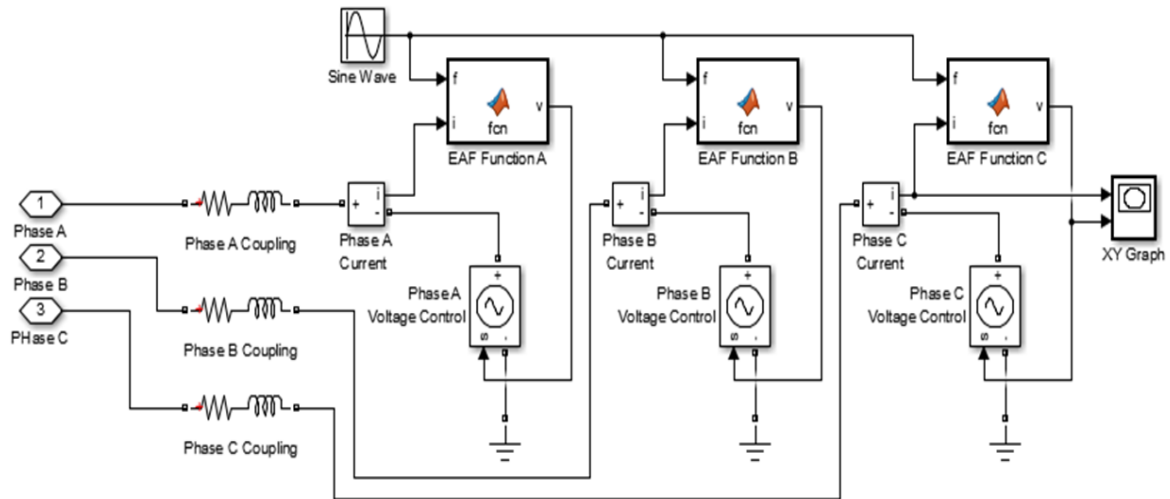 Sine Wave
f
i
v
fcn
EAF Function A
f
i
v
fcn
EAF Function B
f
i
v
fcn
EAF Function C
1
Phase A
Phase A Coupling
+
i
-
Phase A
Current
+
i
-
Phase B
Current
+
i
-
Phase C
Current
XY Graph
2
Phase B
Phase A
Voltage Control
+
s
-
Phase B
Voltage Control
+
s
-
Phase C
Voltage Control
+
s
-
3
PHase C
Phase B Coupling
Phase C Coupling